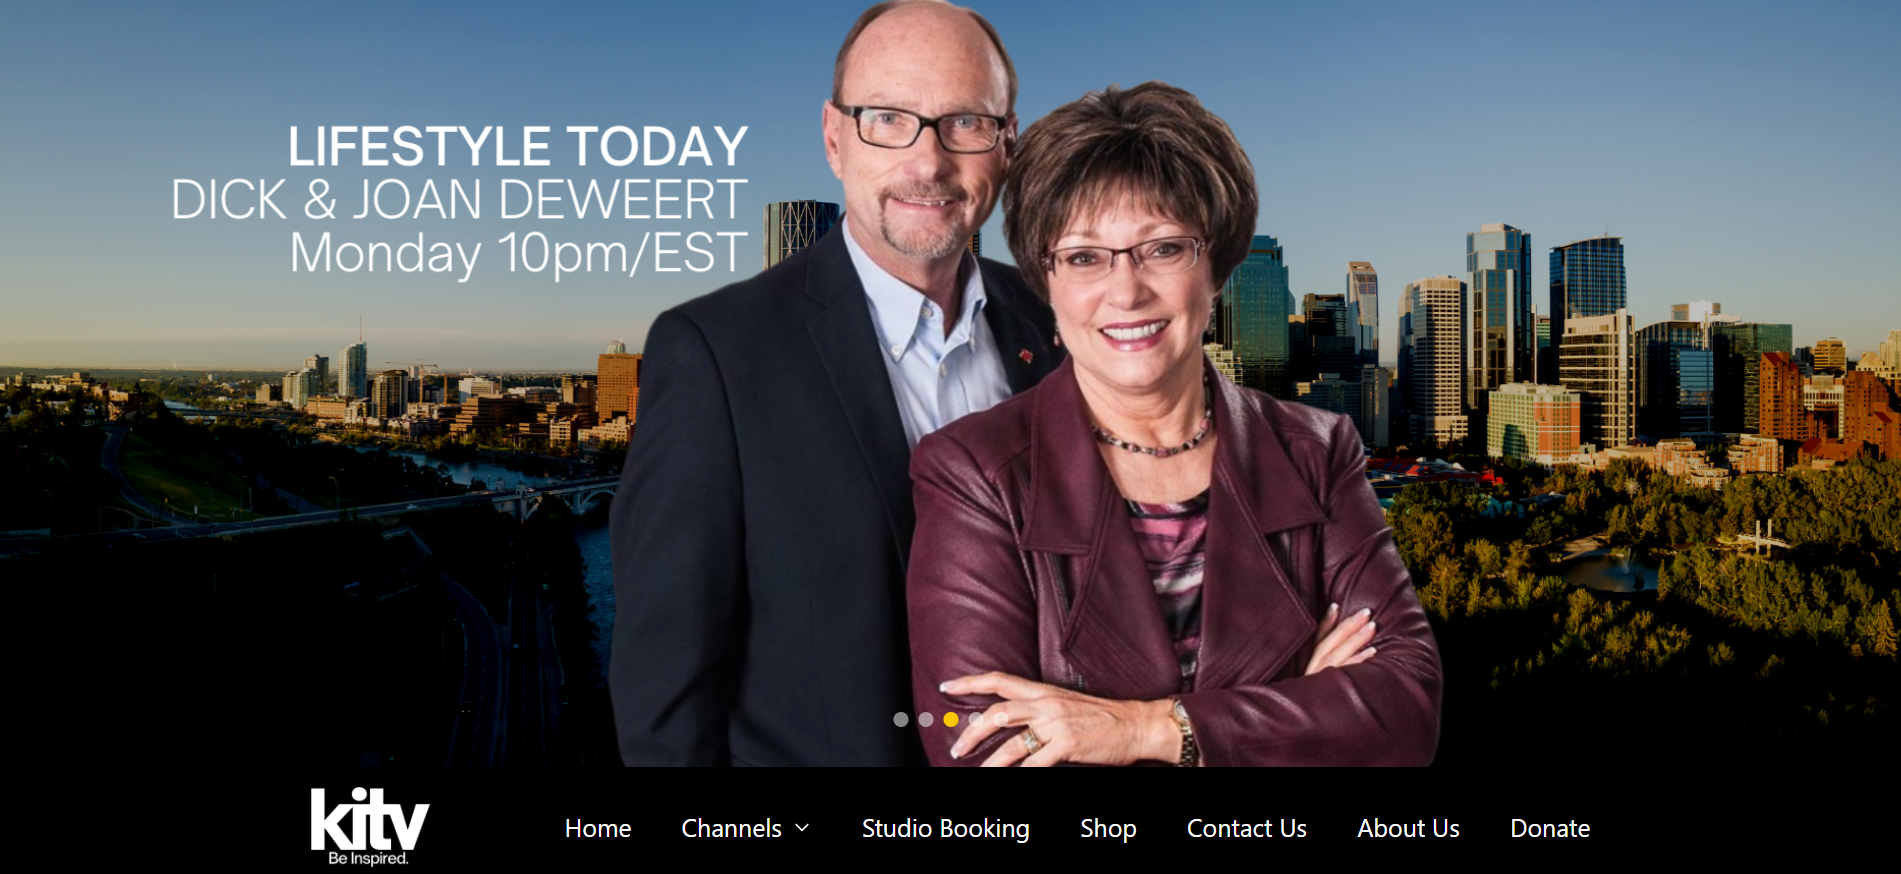 LIFESTYLE TODAY
DICK & JOAN DEWEERT
Monday 10pm/EST
kitv
Be Inspired.
Home Channels Studio Booking Shop Contact Us About Us Donate